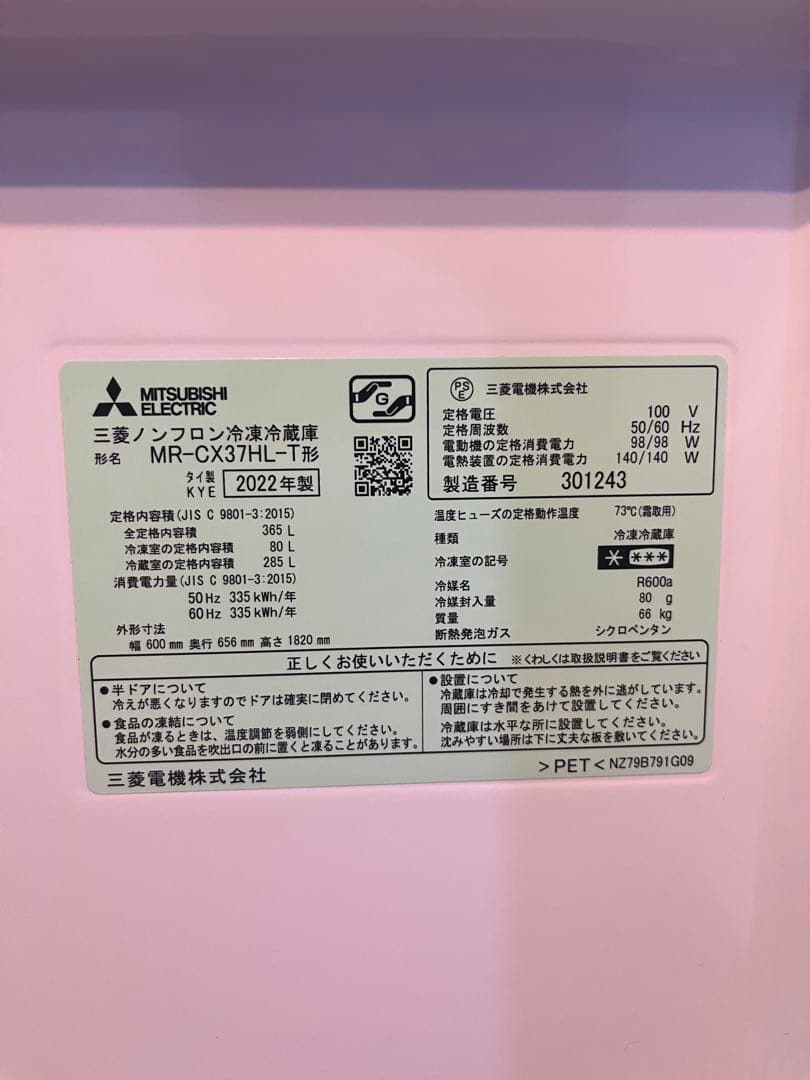 MITSUBISHI
ELECTRIC
G
三菱ノンフロン冷凍冷蔵庫
形名 MR-CX37HL-T形
タイ製
KYE 2022年製
定格内容積(JIS C 9801-3:2015)
全定格内容積 365 L
冷凍室の定格内容積 80 L
冷蔵室の定格内容積 285 L
消費電力量(JIS C 9801-3:2015)
50Hz 335kWh/年
60Hz 335kWh/年
外形寸法
幅 600mm 奥行 656mm 高さ 1820mm
PSE 三菱電機株式会社
定格電圧 100 V
定格周波数 50/60 Hz
電動機の定格消費電力 98/98 W
電熱装置の定格消費電力 140/140 W
製造番号 301243
温度ヒューズの定格動作温度 73℃(霜取用)
種類 冷凍冷蔵庫
冷凍室の記号 * ***
冷媒名 R600a
冷媒封入量 80 g
質量 66 kg
断熱発泡ガス シクロペンタン
正しくお使いいただくために ※くわしくは取扱説明書をご覧ください
●半ドアについて
冷えが悪くなりますのでドアは確実に閉めてください。
●食品の凍結について
食品が凍るときは、温度調節を弱側にしてください。
水分の多い食品を吹出口の前に置くと凍ることがあります。
●設置について
冷蔵庫は冷却で発生する熱を外に逃がしています。
周囲にすき間をあけて設置してください。
冷蔵庫は水平な所に設置してください。
沈みやすい場所は下に丈夫な板を敷いてください。
三菱電機株式会社
>PET< NZ79B791G09